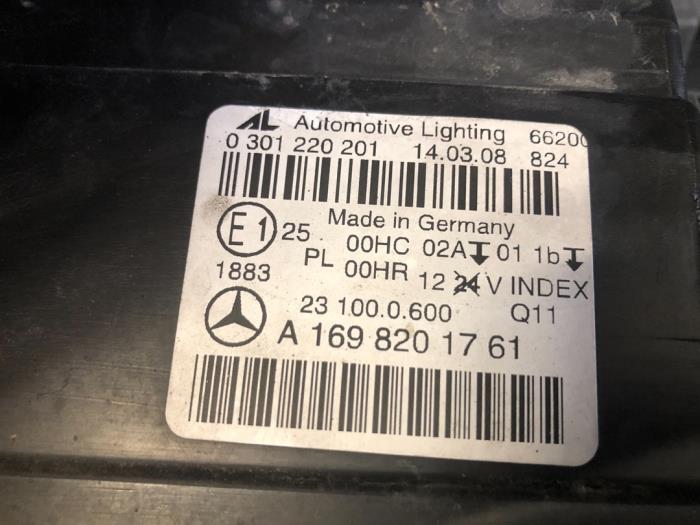 AL Automotive Lighting 66200
0 301 220 201 14.03.08 824
Made in Germany
E1 25 00HC 02A 01 1b
1883 PL 00HR 12 24 V INDEX
23 100.0.600 Q11
A 169 820 17 61